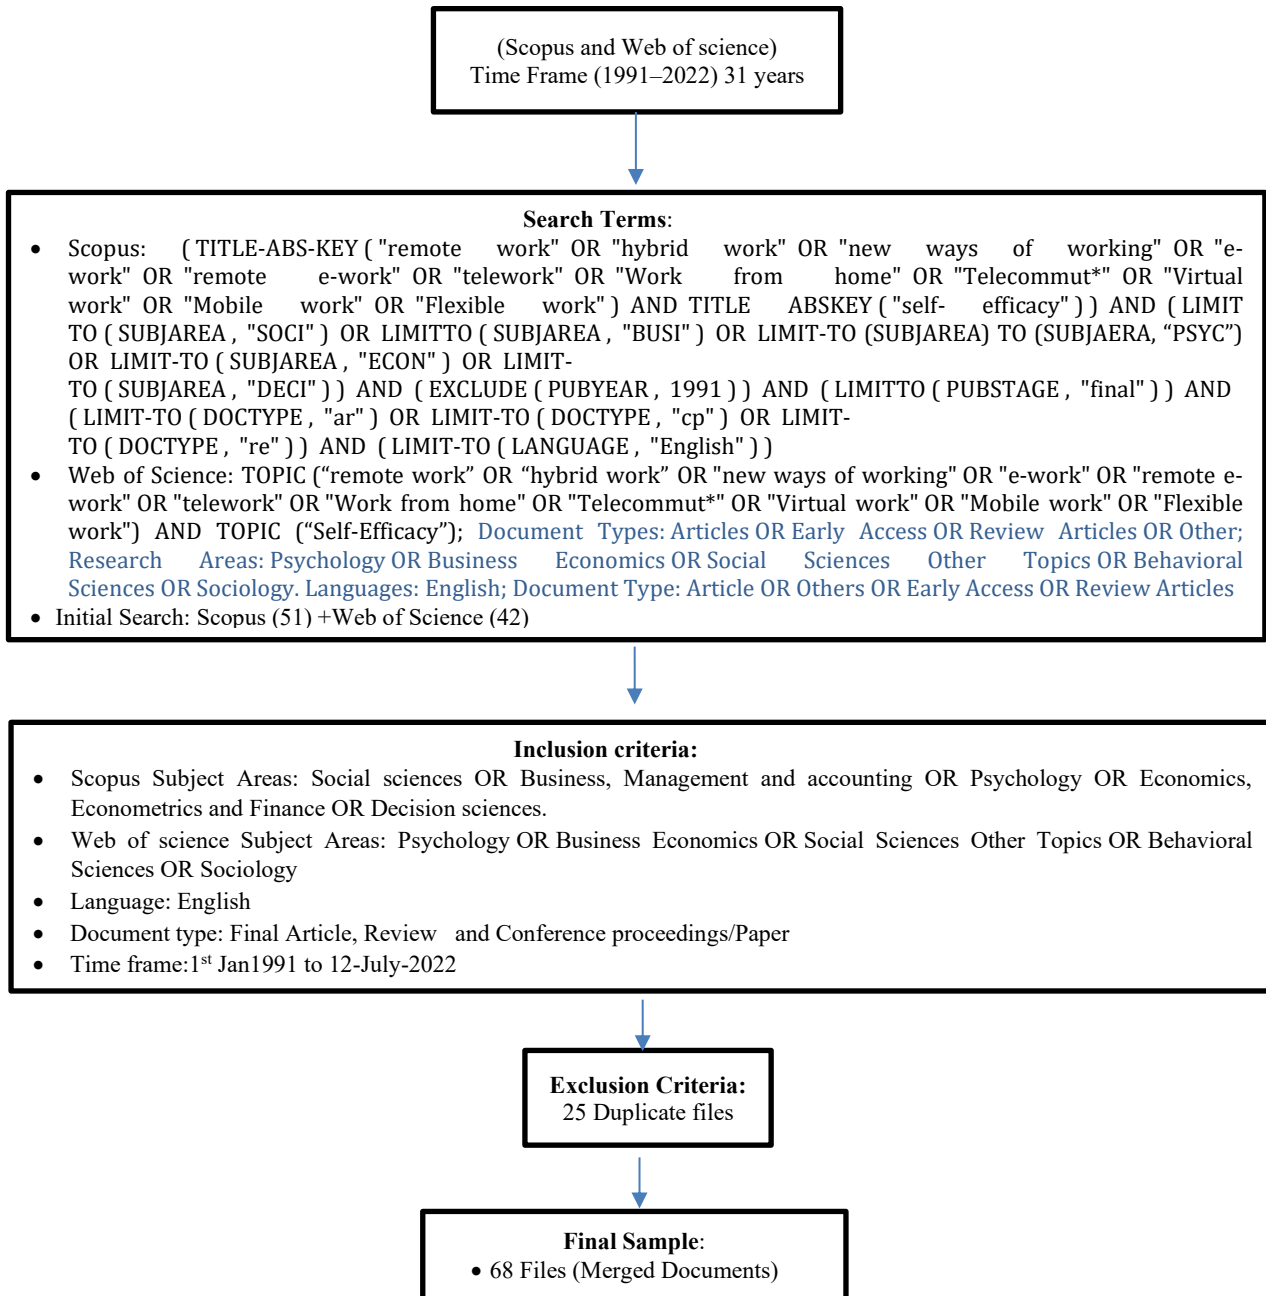 (Scopus and Web of science)
Time Frame (1991–2022) 31 years
Search Terms:
• Scopus: ( TITLE-ABS-KEY ( "remote work" OR "hybrid work" OR "new ways of working" OR "e-
work" OR "remote e-work" OR "telework" OR "Work from home" OR "Telecommut*" OR "Virtual
work" OR "Mobile work" OR "Flexible work" ) AND TITLE ABSKEY ( "self- efficacy" ) ) AND ( LIMIT
TO ( SUBJAREA , "SOCI" ) OR LIMITTO ( SUBJAREA , "BUSI" ) OR LIMIT-TO (SUBJAREA) TO (SUBJAERA, “PSYC”)
OR LIMIT-TO ( SUBJAREA , "ECON" ) OR LIMIT-
TO ( SUBJAREA , "DECI" ) ) AND ( EXCLUDE ( PUBYEAR , 1991 ) ) AND ( LIMITTO ( PUBSTAGE , "final" ) ) AND
( LIMIT-TO ( DOCTYPE , "ar" ) OR LIMIT-TO ( DOCTYPE , "cp" ) OR LIMIT-
TO ( DOCTYPE , "re" ) ) AND ( LIMIT-TO ( LANGUAGE , "English" ) )
• Web of Science: TOPIC (“remote work” OR “hybrid work” OR "new ways of working" OR "e-work" OR "remote e-
work" OR "telework" OR "Work from home" OR "Telecommut*" OR "Virtual work" OR "Mobile work" OR "Flexible
work") AND TOPIC (“Self-Efficacy”); Document Types: Articles OR Early Access OR Review Articles OR Other;
Research Areas: Psychology OR Business Economics OR Social Sciences Other Topics OR Behavioral
Sciences OR Sociology. Languages: English; Document Type: Article OR Others OR Early Access OR Review Articles
• Initial Search: Scopus (51) +Web of Science (42)
Inclusion criteria:
• Scopus Subject Areas: Social sciences OR Business, Management and accounting OR Psychology OR Economics,
Econometrics and Finance OR Decision sciences.
• Web of science Subject Areas: Psychology OR Business Economics OR Social Sciences Other Topics OR Behavioral
Sciences OR Sociology
• Language: English
• Document type: Final Article, Review and Conference proceedings/Paper
• Time frame:1st Jan1991 to 12-July-2022
Exclusion Criteria:
25 Duplicate files
Final Sample:
• 68 Files (Merged Documents)